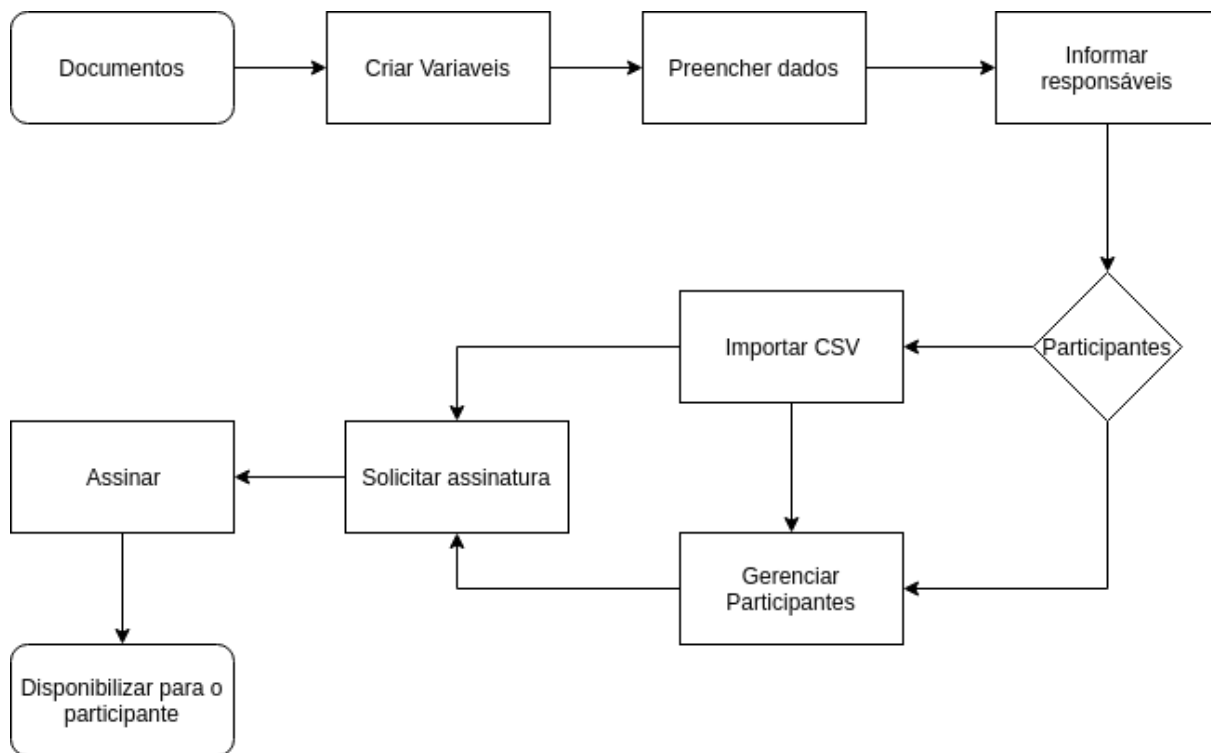 Documentos
Criar Variaveis
Preencher dados
Informar
responsáveis
Participantes
Importar CSV
Gerenciar
Participantes
Solicitar assinatura
Assinar
Disponibilizar para o
participante